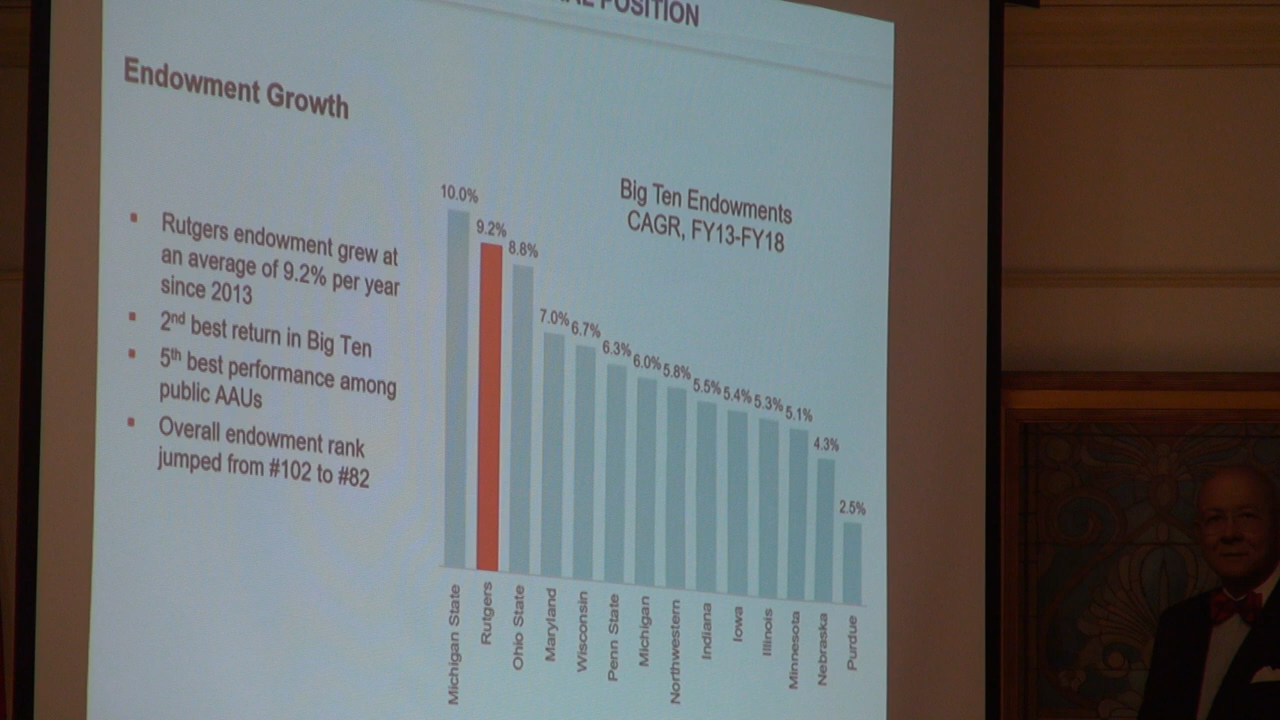 POSITION
Endowment Growth
Big Ten Endowments
CAGR, FY13-FY18
▪ Rutgers endowment grew at
an average of 9.2% per year
since 2013
▪ 2nd best return in Big Ten
▪ 5th best performance among
public AAUs
▪ Overall endowment rank
jumped from #102 to #82
10.0%
9.2%
8.8%
7.0%
6.7%
6.3%
6.0%
5.8%
5.5%
5.4%
5.3%
5.1%
4.3%
2.5%
Michigan State
Rutgers
Ohio State
Maryland
Wisconsin
Penn State
Michigan
Northwestern
Indiana
Iowa
Illinois
Minnesota
Nebraska
Purdue